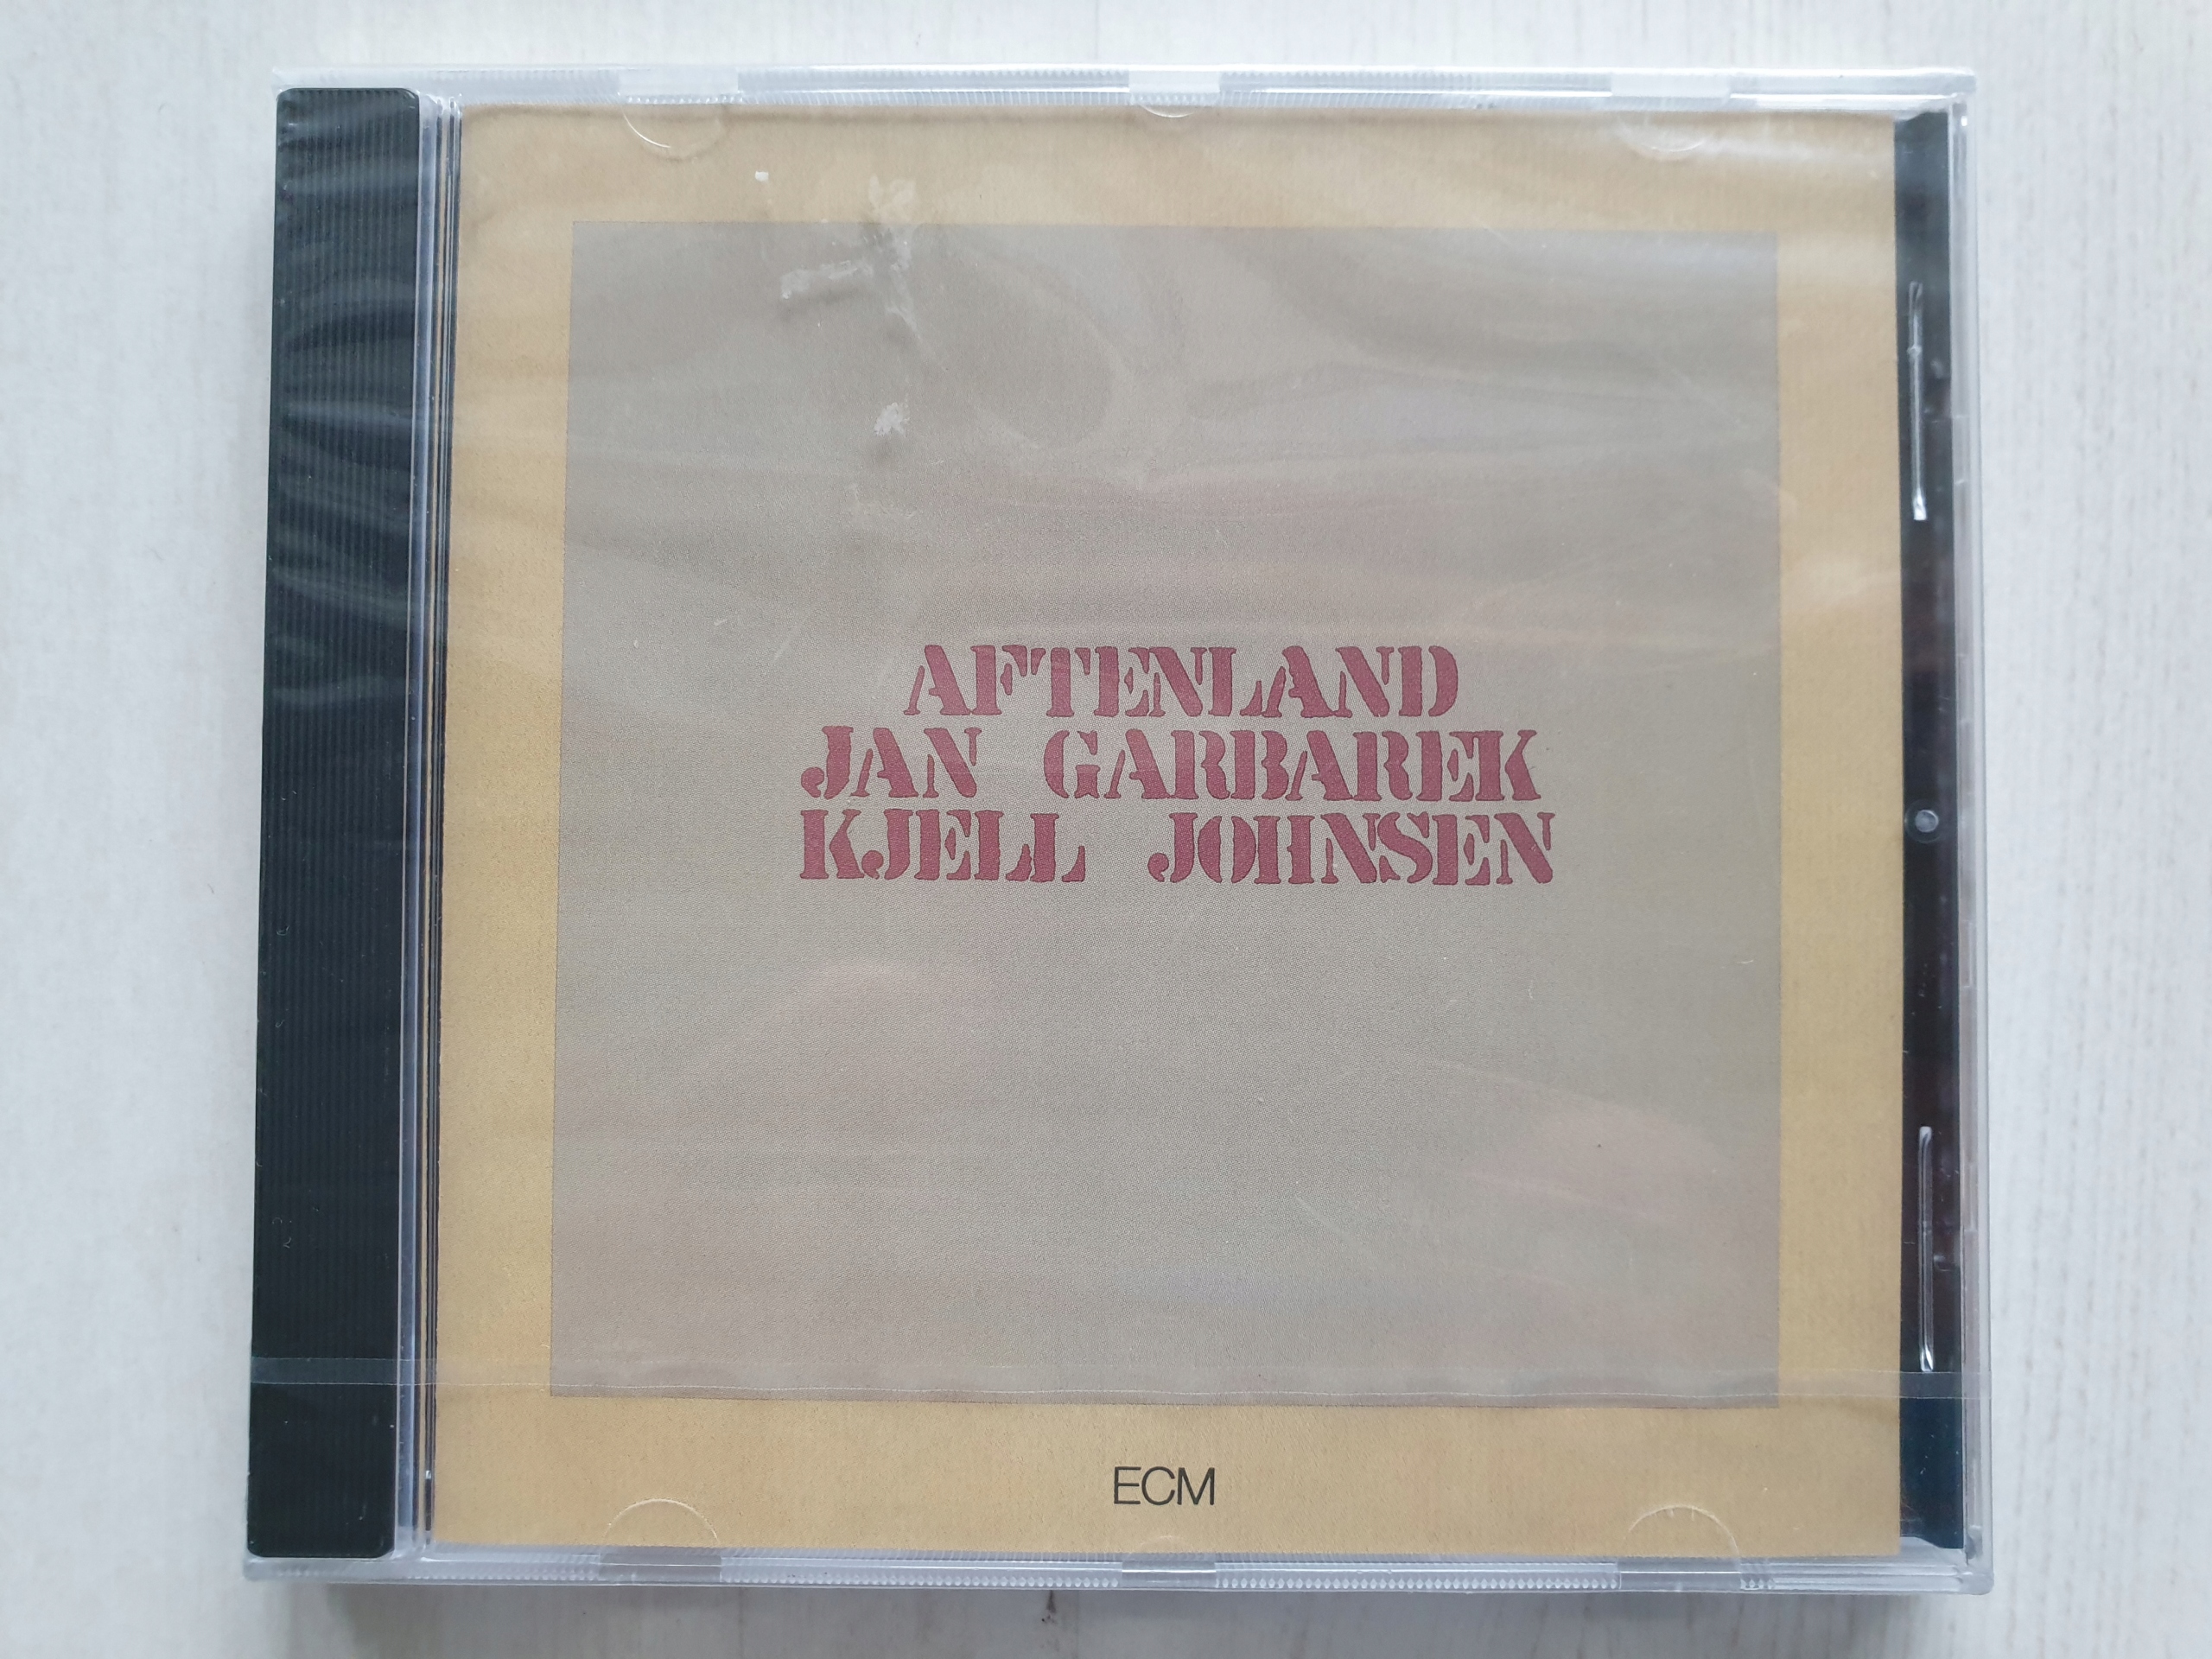 AFTENLAND
JAN GARBAREK
KJELL JOHNSEN
ECM